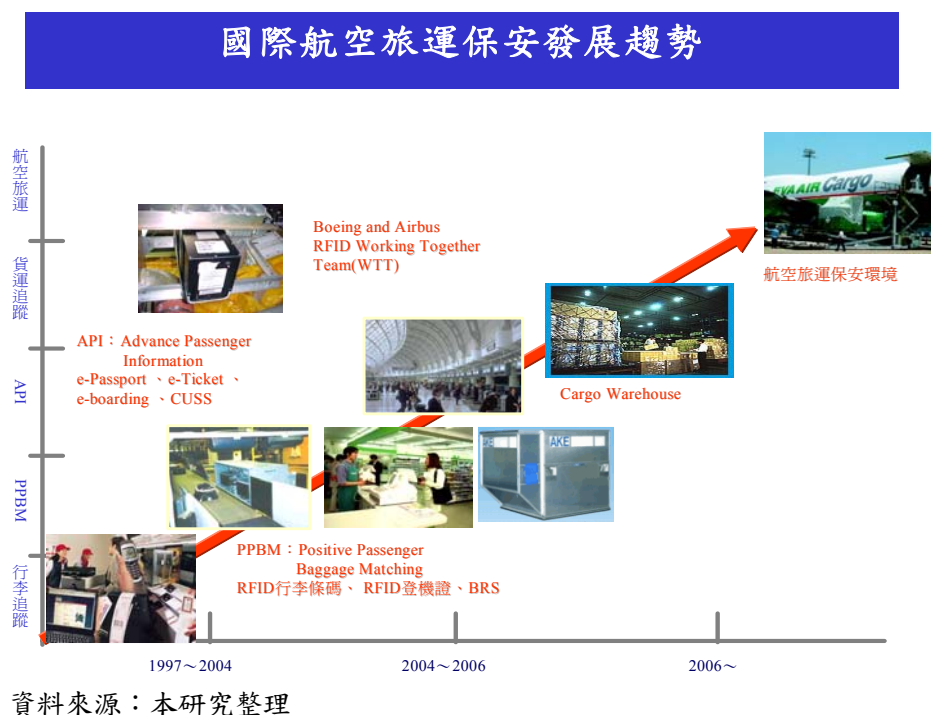 國際航空旅運保安發展趨勢
航空旅運
貨運追蹤
API
PPBM
行李追蹤
Boeing and Airbus
RFID Working Together
Team(WTT)
EVA AIR Cargo
航空旅運保安環境
API：Advance Passenger
Information
e-Passport 、e-Ticket 、
e-boarding 、CUSS
Cargo Warehouse
AKE
AKE
PPBM：Positive Passenger
Baggage Matching
RFID行李條碼、 RFID登機證、BRS
1997～2004
2004～2006
2006～
資料來源：本研究整理